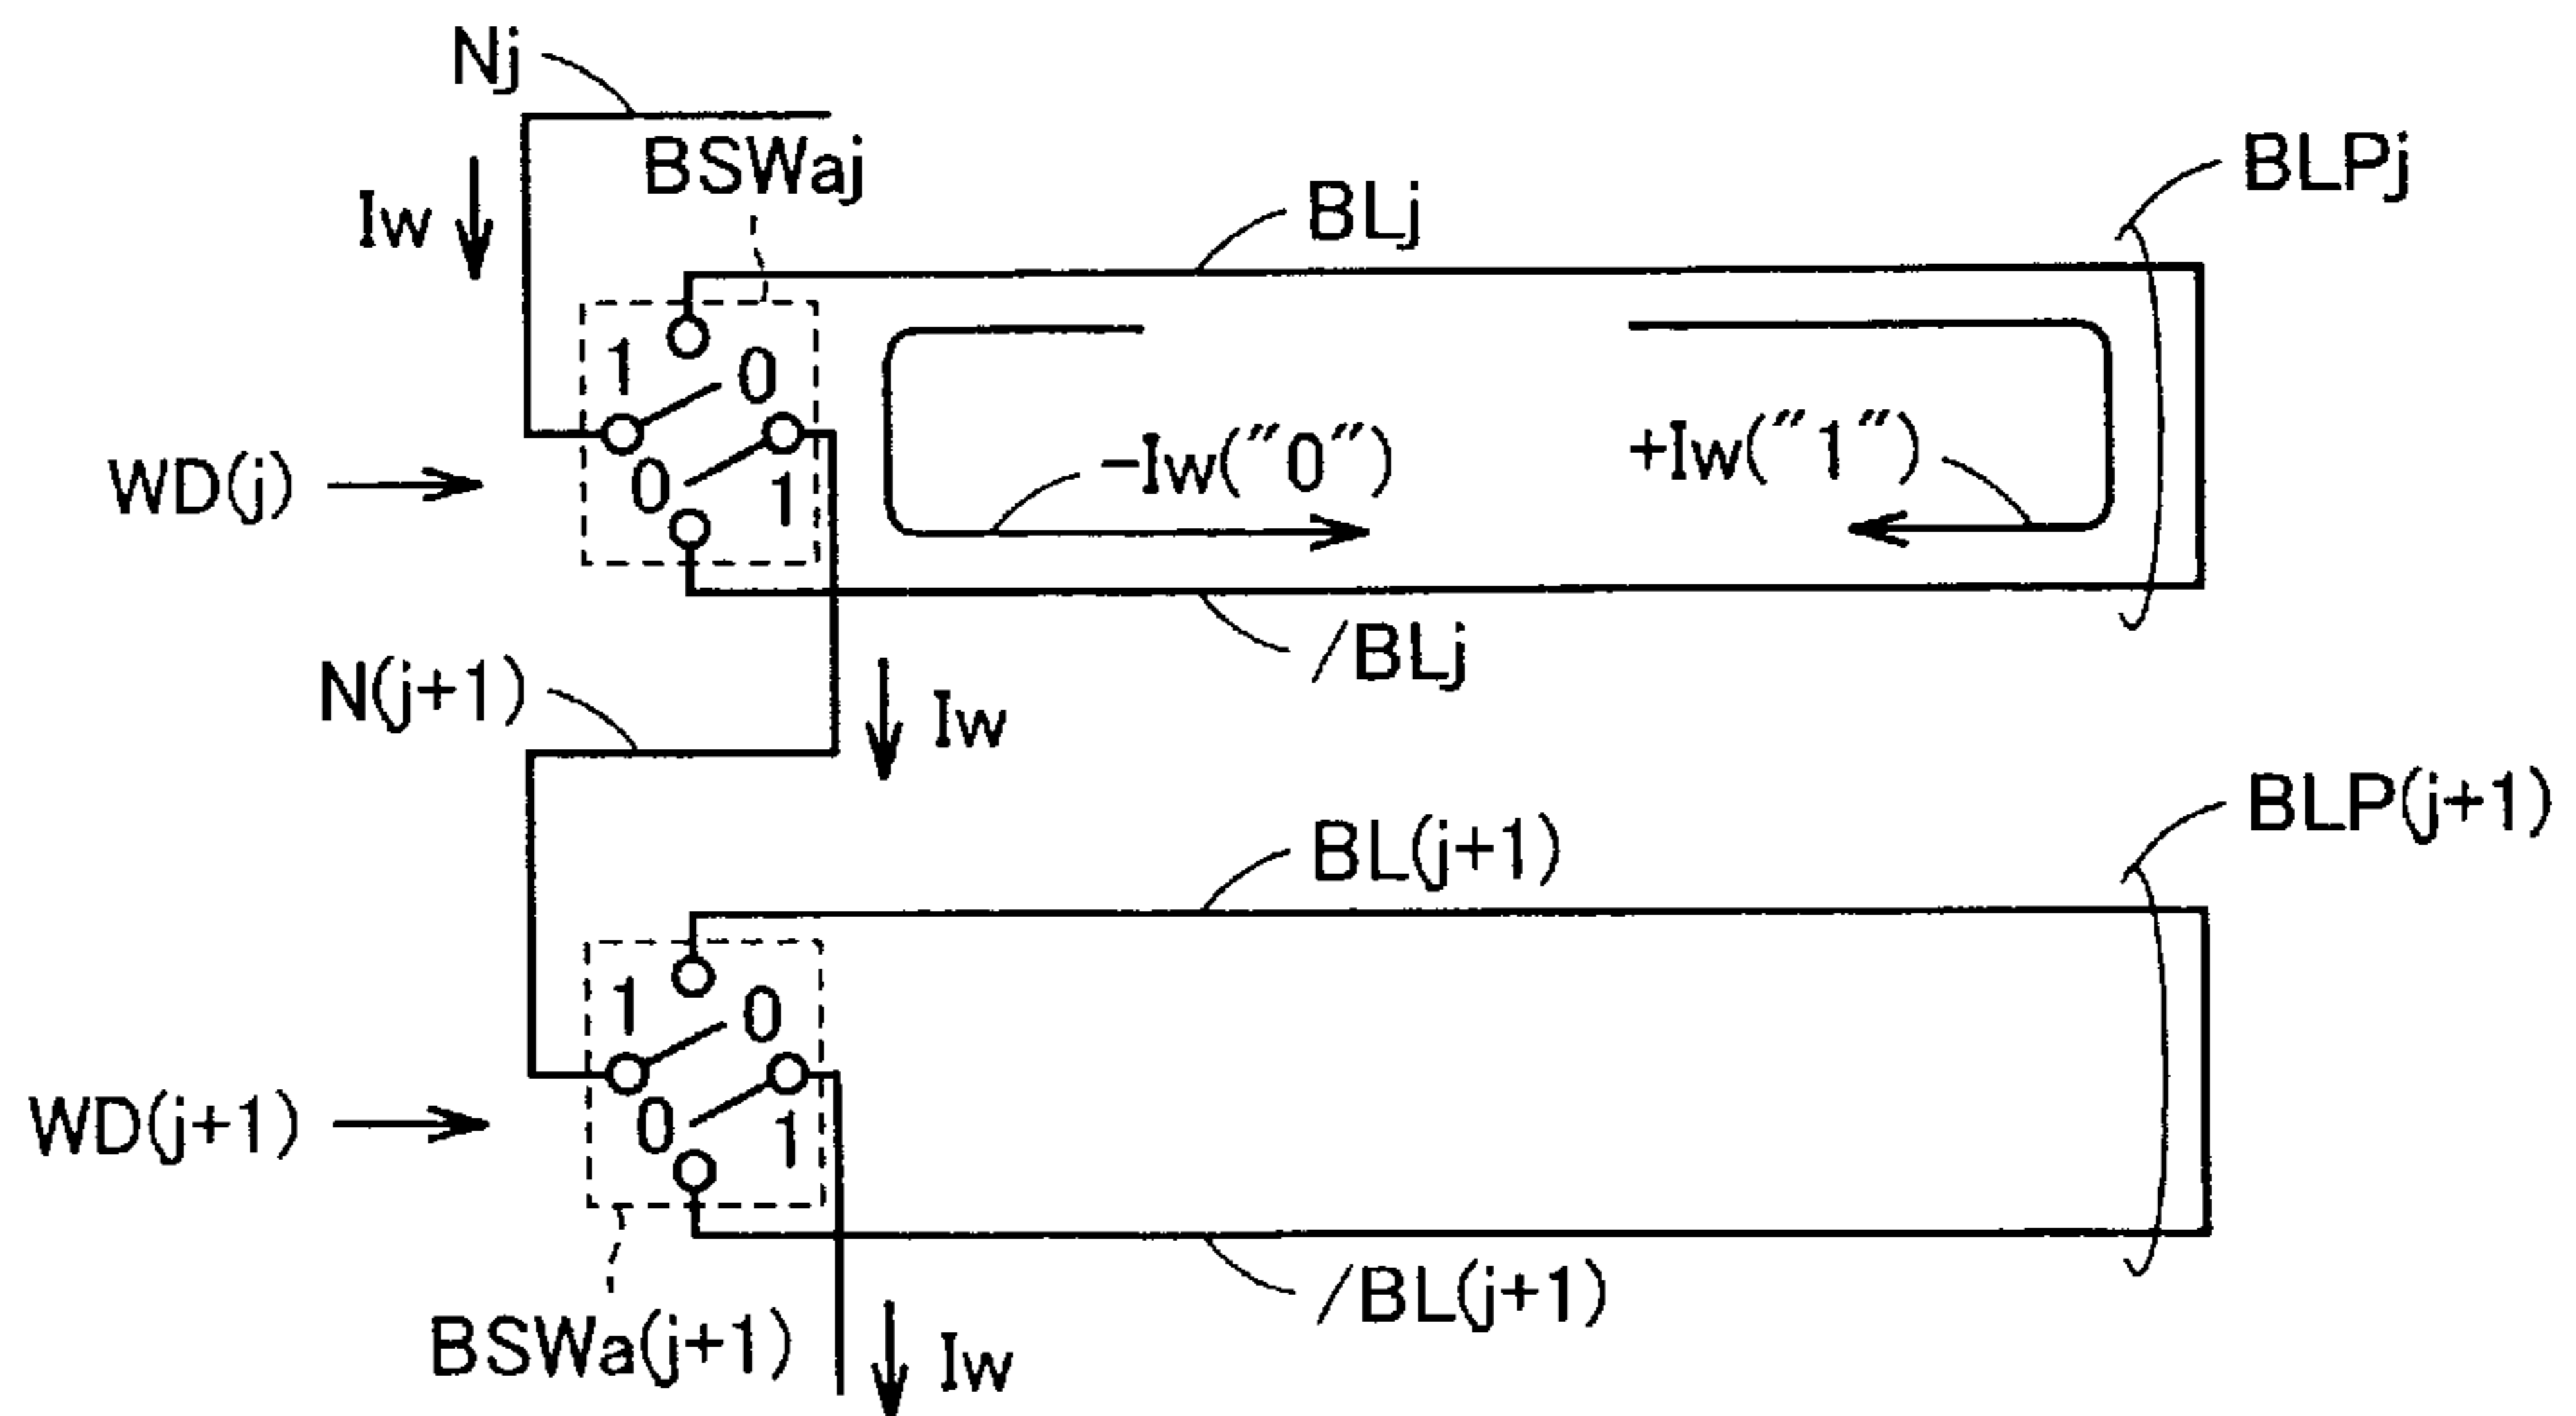 Nj
BSWaj
Iw
BLj
BLPj
1
0
-Iw("0")
+Iw("1")
WD(j)
0
1
/BLj
N(j+1)
Iw
BLP(j+1)
BL(j+1)
1
0
WD(j+1)
0
1
/BL(j+1)
BSWa(j+1)
Iw